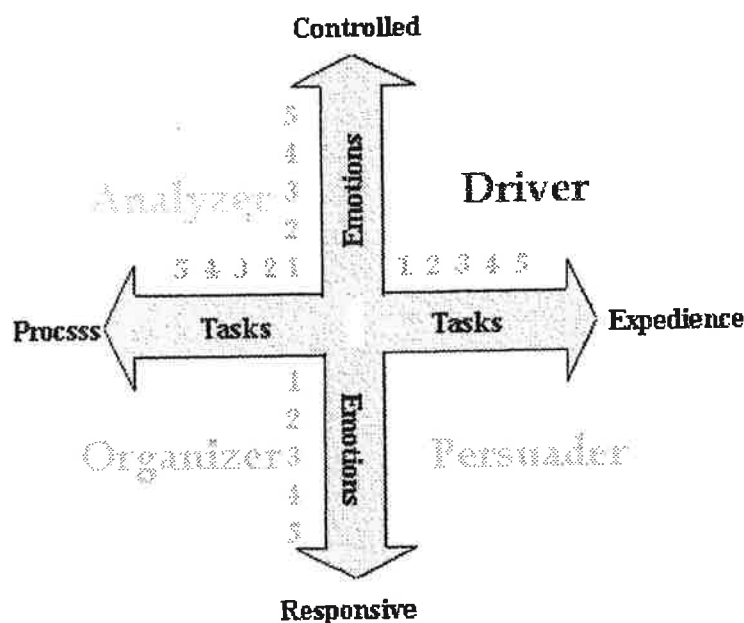 Controlled
5
4
Analyzer 3
Driver
2
Emotions
5 4 3 2 1
1 2 3 4 5
Procsss
Tasks
Tasks
Expedience
1
2
Organizer 3
Persuader
4
5
Emotions
Responsive